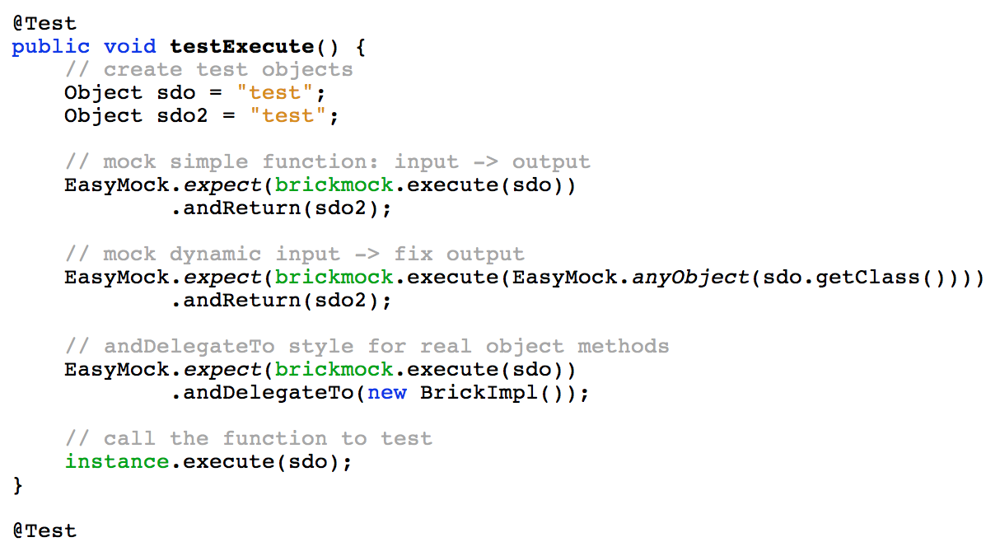 @Test
public void testExecute() {
    // create test objects
    Object sdo = "test";
    Object sdo2 = "test";

    // mock simple function: input -> output
    EasyMock.expect(brickmock.execute(sdo))
            .andReturn(sdo2);

    // mock dynamic input -> fix output
    EasyMock.expect(brickmock.execute(EasyMock.anyObject(sdo.getClass())))
            .andReturn(sdo2);

    // andDelegateTo style for real object methods
    EasyMock.expect(brickmock.execute(sdo))
            .andDelegateTo(new BrickImpl());

    // call the function to test
    instance.execute(sdo);
}

@Test